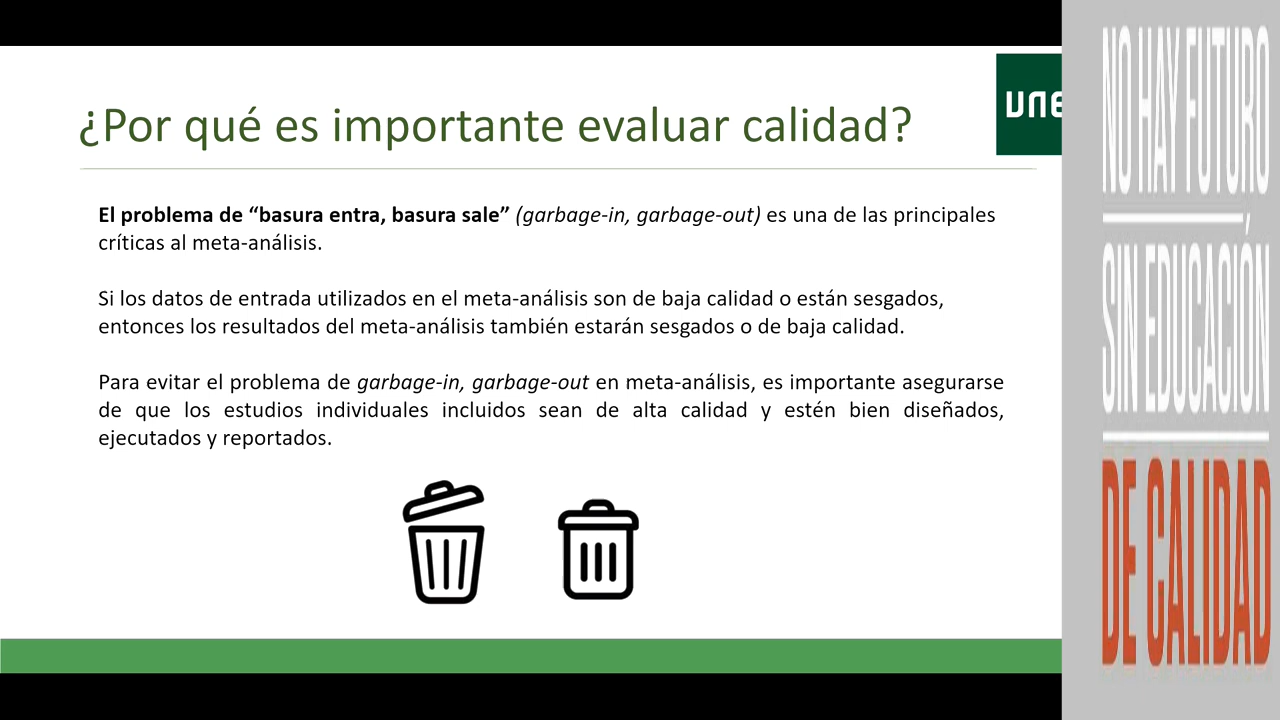 ¿Por qué es importante evaluar calidad?
El problema de “basura entra, basura sale” (garbage-in, garbage-out) es una de las principales
críticas al meta-análisis.
Si los datos de entrada utilizados en el meta-análisis son de baja calidad o están sesgados,
entonces los resultados del meta-análisis también estarán sesgados o de baja calidad.
Para evitar el problema de garbage-in, garbage-out en meta-análisis, es importante asegurarse
de que los estudios individuales incluidos sean de alta calidad y estén bien diseñados,
ejecutados y reportados.
NO HAY FUTURO
SIN EDUCACIÓN
DE CALIDAD